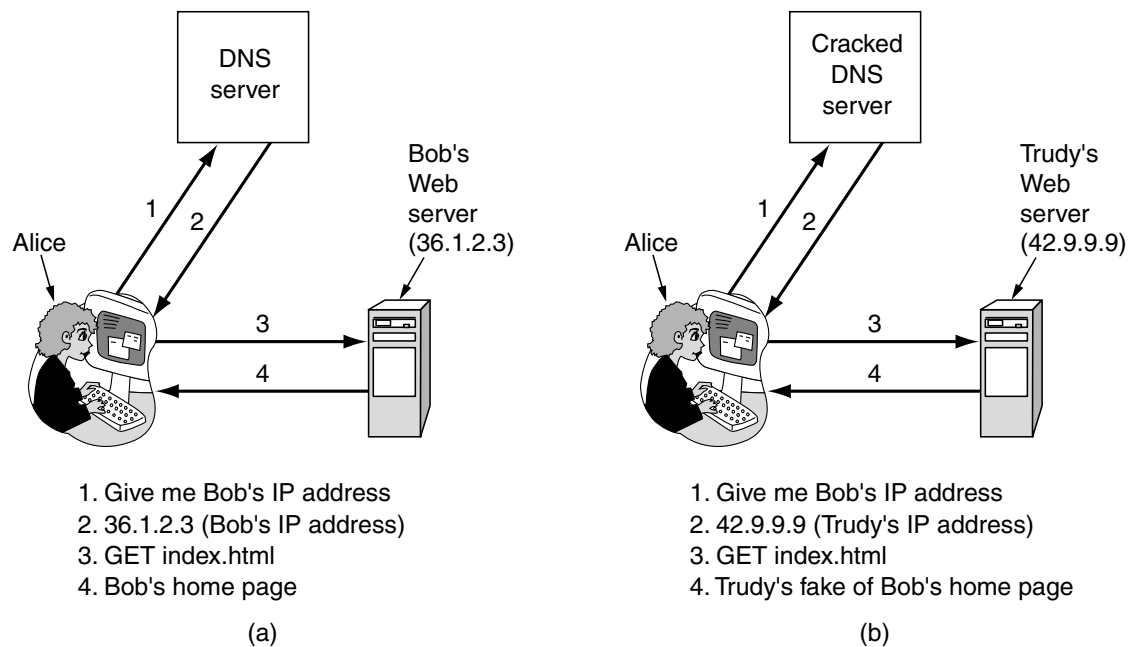 DNS
server
Bob's
Web
server
(36.1.2.3)
1
2
Alice
3
4
1. Give me Bob's IP address
2. 36.1.2.3 (Bob's IP address)
3. GET index.html
4. Bob's home page
(a)
Cracked
DNS
server
Trudy's
Web
server
(42.9.9.9)
1
2
Alice
3
4
1. Give me Bob's IP address
2. 42.9.9.9 (Trudy's IP address)
3. GET index.html
4. Trudy's fake of Bob's home page
(b)